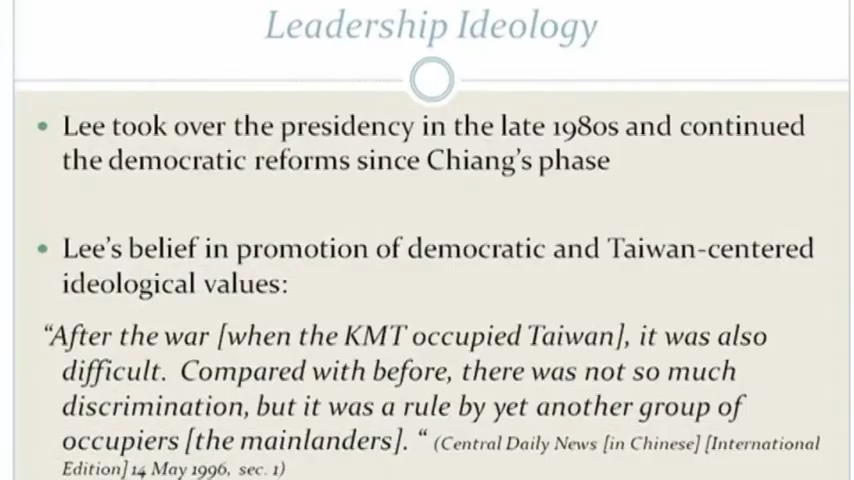 Leadership Ideology
• Lee took over the presidency in the late 1980s and continued
the democratic reforms since Chiang's phase
• Lee's belief in promotion of democratic and Taiwan-centered
ideological values:
“After the war [when the KMT occupied Taiwan], it was also
difficult. Compared with before, there was not so much
discrimination, but it was a rule by yet another group of
occupiers [the mainlanders]. “ (Central Daily News [in Chinese] [International
Edition] 14 May 1996, sec. 1)